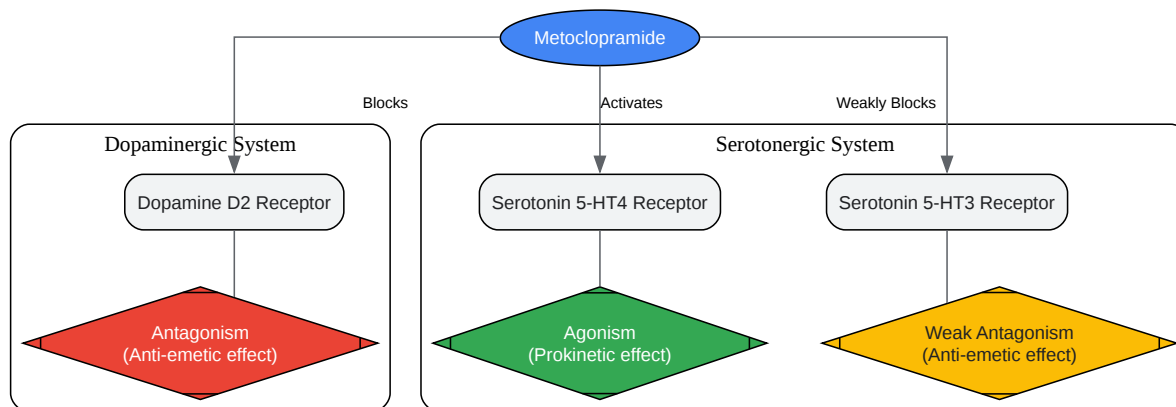 Metoclopramide
Blocks
Activates
Weakly Blocks
Dopaminergic System
Serotonergic System
Dopamine D2 Receptor
Serotonin 5-HT4 Receptor
Serotonin 5-HT3 Receptor
Antagonism
(Anti-emetic effect)
Agonism
(Prokinetic effect)
Weak Antagonism
(Anti-emetic effect)